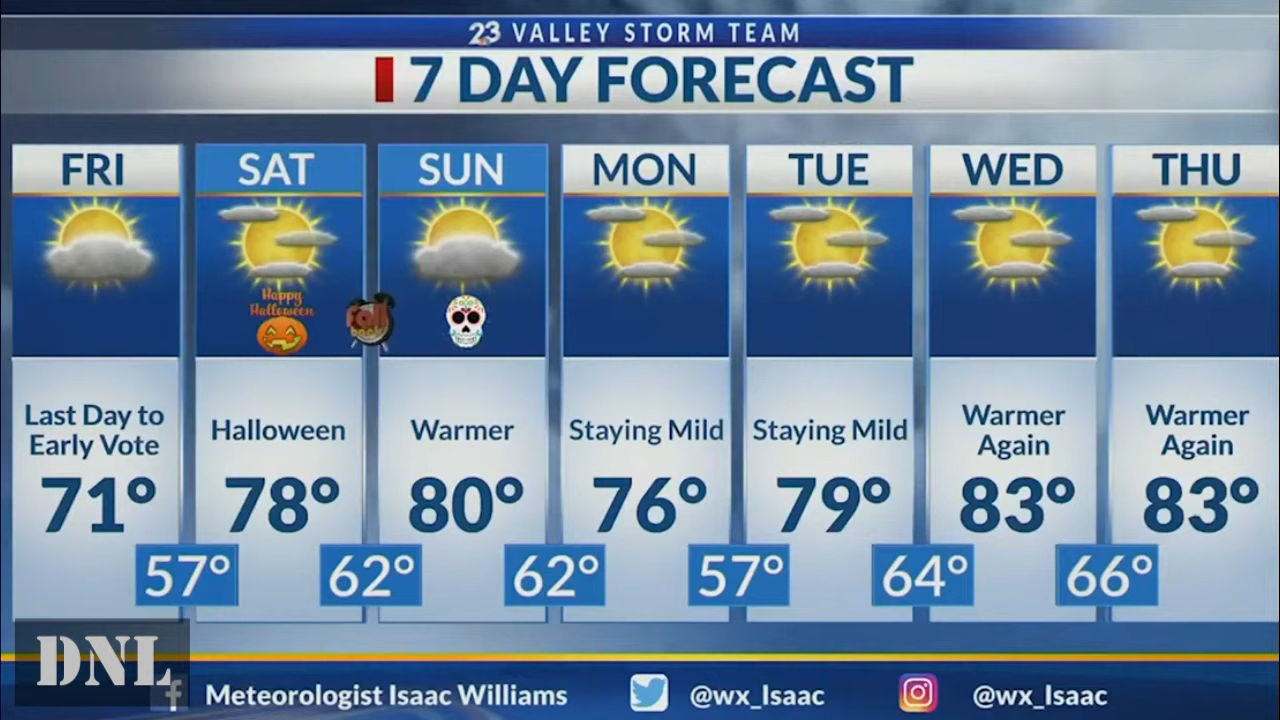 23 VALLEY STORM TEAM
7 DAY FORECAST
FRI
SAT
SUN
MON
TUE
WED
THU
Happy
Halloween
Fall
back
Last Day to
Early Vote
Halloween
Warmer
Staying Mild
Staying Mild
Warmer
Again
Warmer
Again
71°
78°
80°
76°
79°
83°
83°
57°
62°
62°
57°
64°
66°
DNL
Meteorologist Isaac Williams
@wx_Isaac
@wx_Isaac